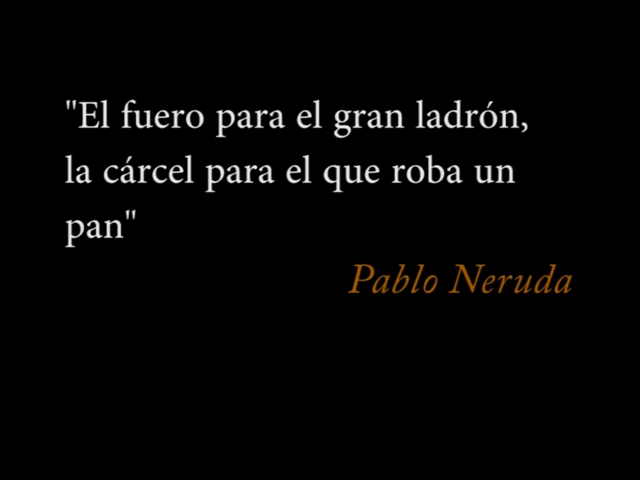 "El fuero para el gran ladrón,
la cárcel para el que roba un
pan"
Pablo Neruda